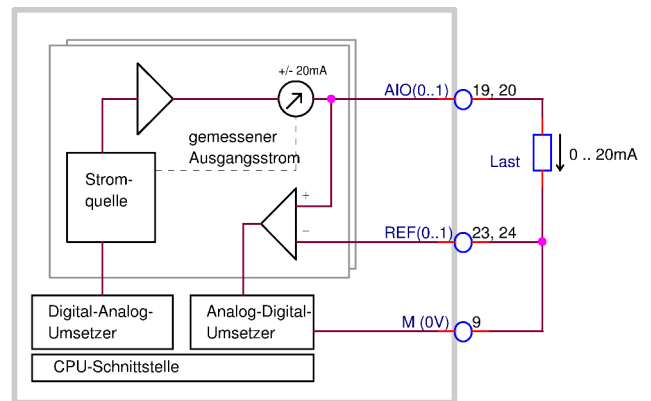 +/- 20mA
AIO(0..1) 19, 20
gemessener
Ausgangsstrom
Last 0 .. 20mA
Strom-
quelle
+
−
REF(0..1) 23, 24
Digital-Analog-
Umsetzer
Analog-Digital-
Umsetzer
M (0V) 9
CPU-Schnittstelle